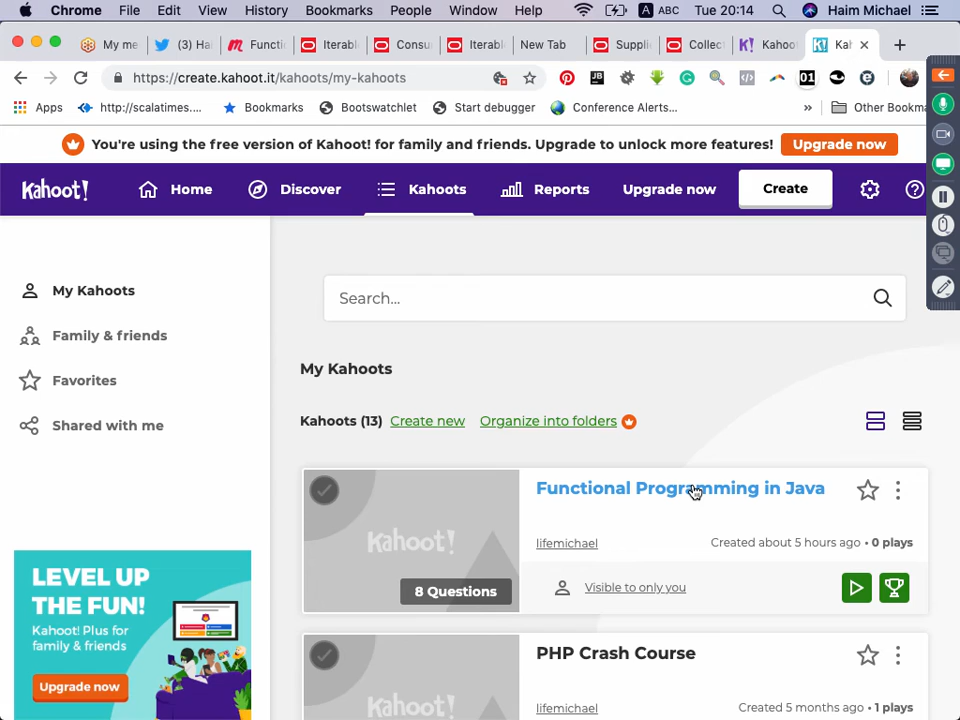 Chrome File Edit View History Bookmarks People Window Help A ABC Tue 20:14 Haim Michael
My me (3) Ha Functi Iterabl Consu Iterabl New Tab Suppli Collec Kahoo Kah
https://create.kahoot.it/kahoots/my-kahoots 01
Apps http://scalatimes.... Bookmarks Bootswatchlet Start debugger Conference Alerts... » Other Bookma
You're using the free version of Kahoot! for family and friends. Upgrade to unlock more features! Upgrade now
Kahoot! Home Discover Kahoots Reports Upgrade now Create
My Kahoots
Family & friends
Favorites
Shared with me
Search...
My Kahoots
Kahoots (13) Create new Organize into folders
Kahoot!
8 Questions
Functional Programming in Java
lifemichael Created about 5 hours ago • 0 plays
Visible to only you
Kahoot!
PHP Crash Course
lifemichael Created 5 months ago • 1 plays
LEVEL UP
THE FUN!
Kahoot! Plus for
family & friends
Upgrade now